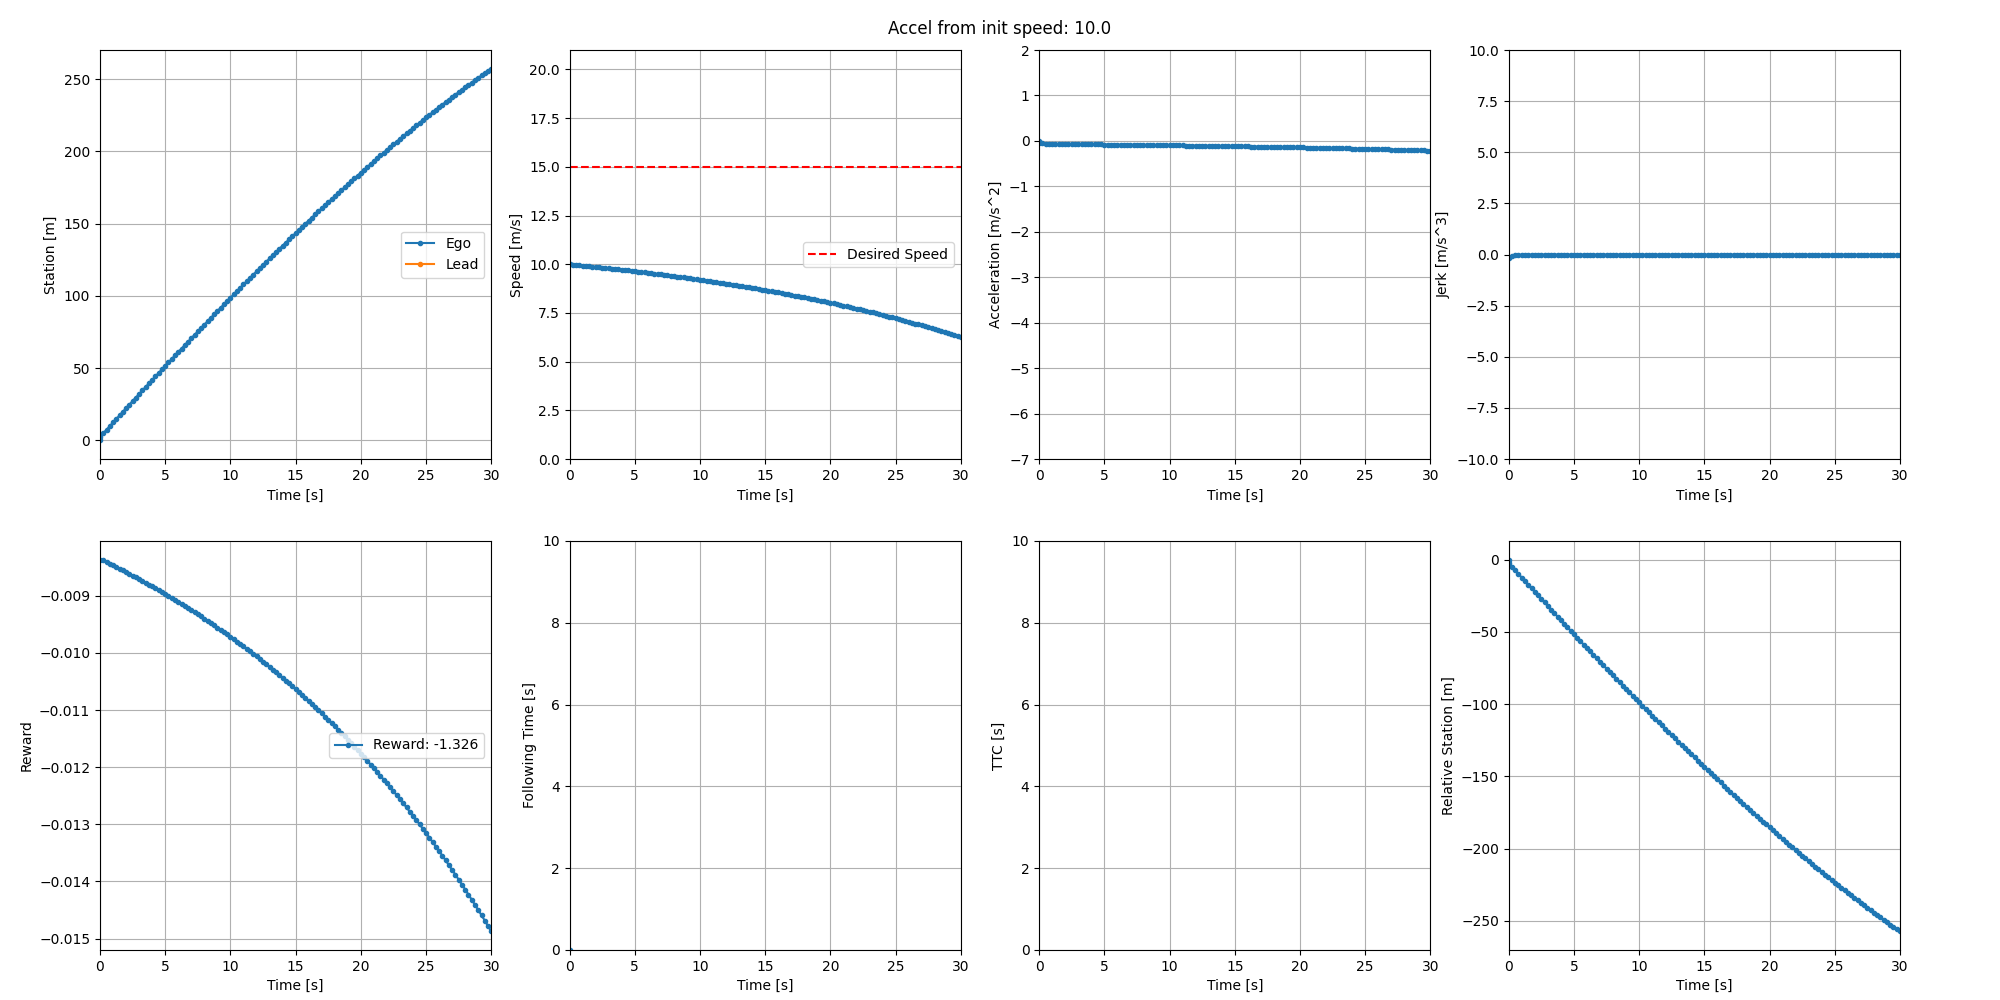 Accel from init speed: 10.0
Station [m]
250
200
150
100
50
0
0 5 10 15 20 25 30
Time [s]
Ego
Lead
Speed [m/s]
20.0
17.5
15.0
12.5
10.0
7.5
5.0
2.5
0.0
0 5 10 15 20 25 30
Time [s]
Desired Speed
Acceleration [m/s^2]
2
1
0
−1
−2
−3
−4
−5
−6
−7
0 5 10 15 20 25 30
Time [s]
Jerk [m/s^3]
10.0
7.5
5.0
2.5
0.0
−2.5
−5.0
−7.5
−10.0
0 5 10 15 20 25 30
Time [s]
Reward
−0.009
−0.010
−0.011
−0.012
−0.013
−0.014
−0.015
0 5 10 15 20 25 30
Time [s]
Reward: -1.326
Following Time [s]
10
8
6
4
2
0
0 5 10 15 20 25 30
Time [s]
TTC [s]
10
8
6
4
2
0
0 5 10 15 20 25 30
Time [s]
Relative Station [m]
0
−50
−100
−150
−200
−250
0 5 10 15 20 25 30
Time [s]